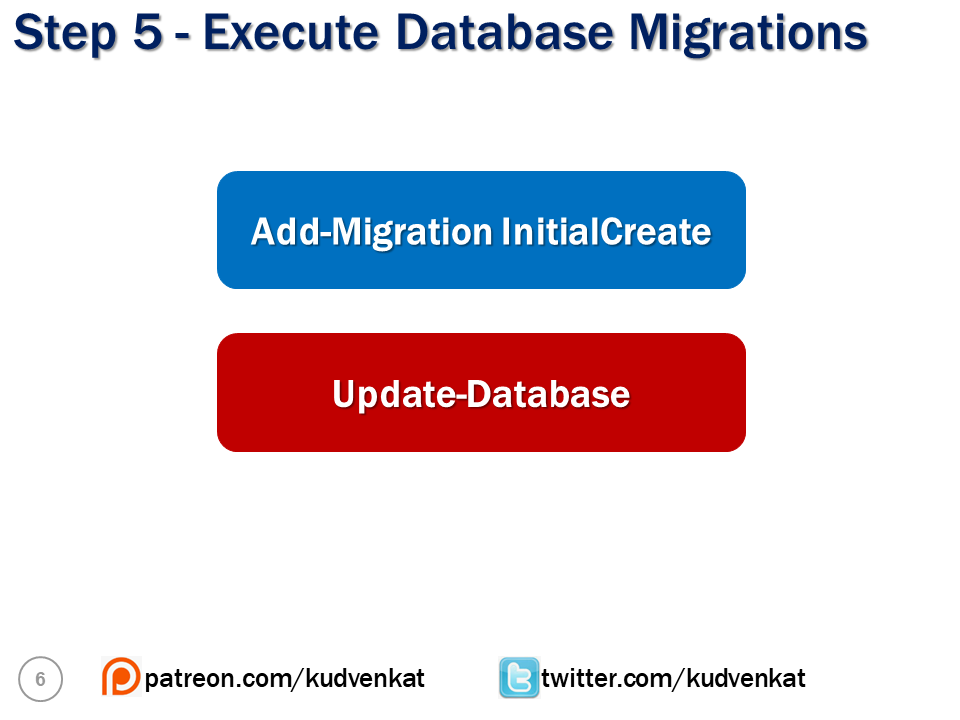 Step 5 - Execute Database Migrations
Add-Migration InitialCreate
Update-Database
6
patreon.com/kudvenkat
twitter.com/kudvenkat